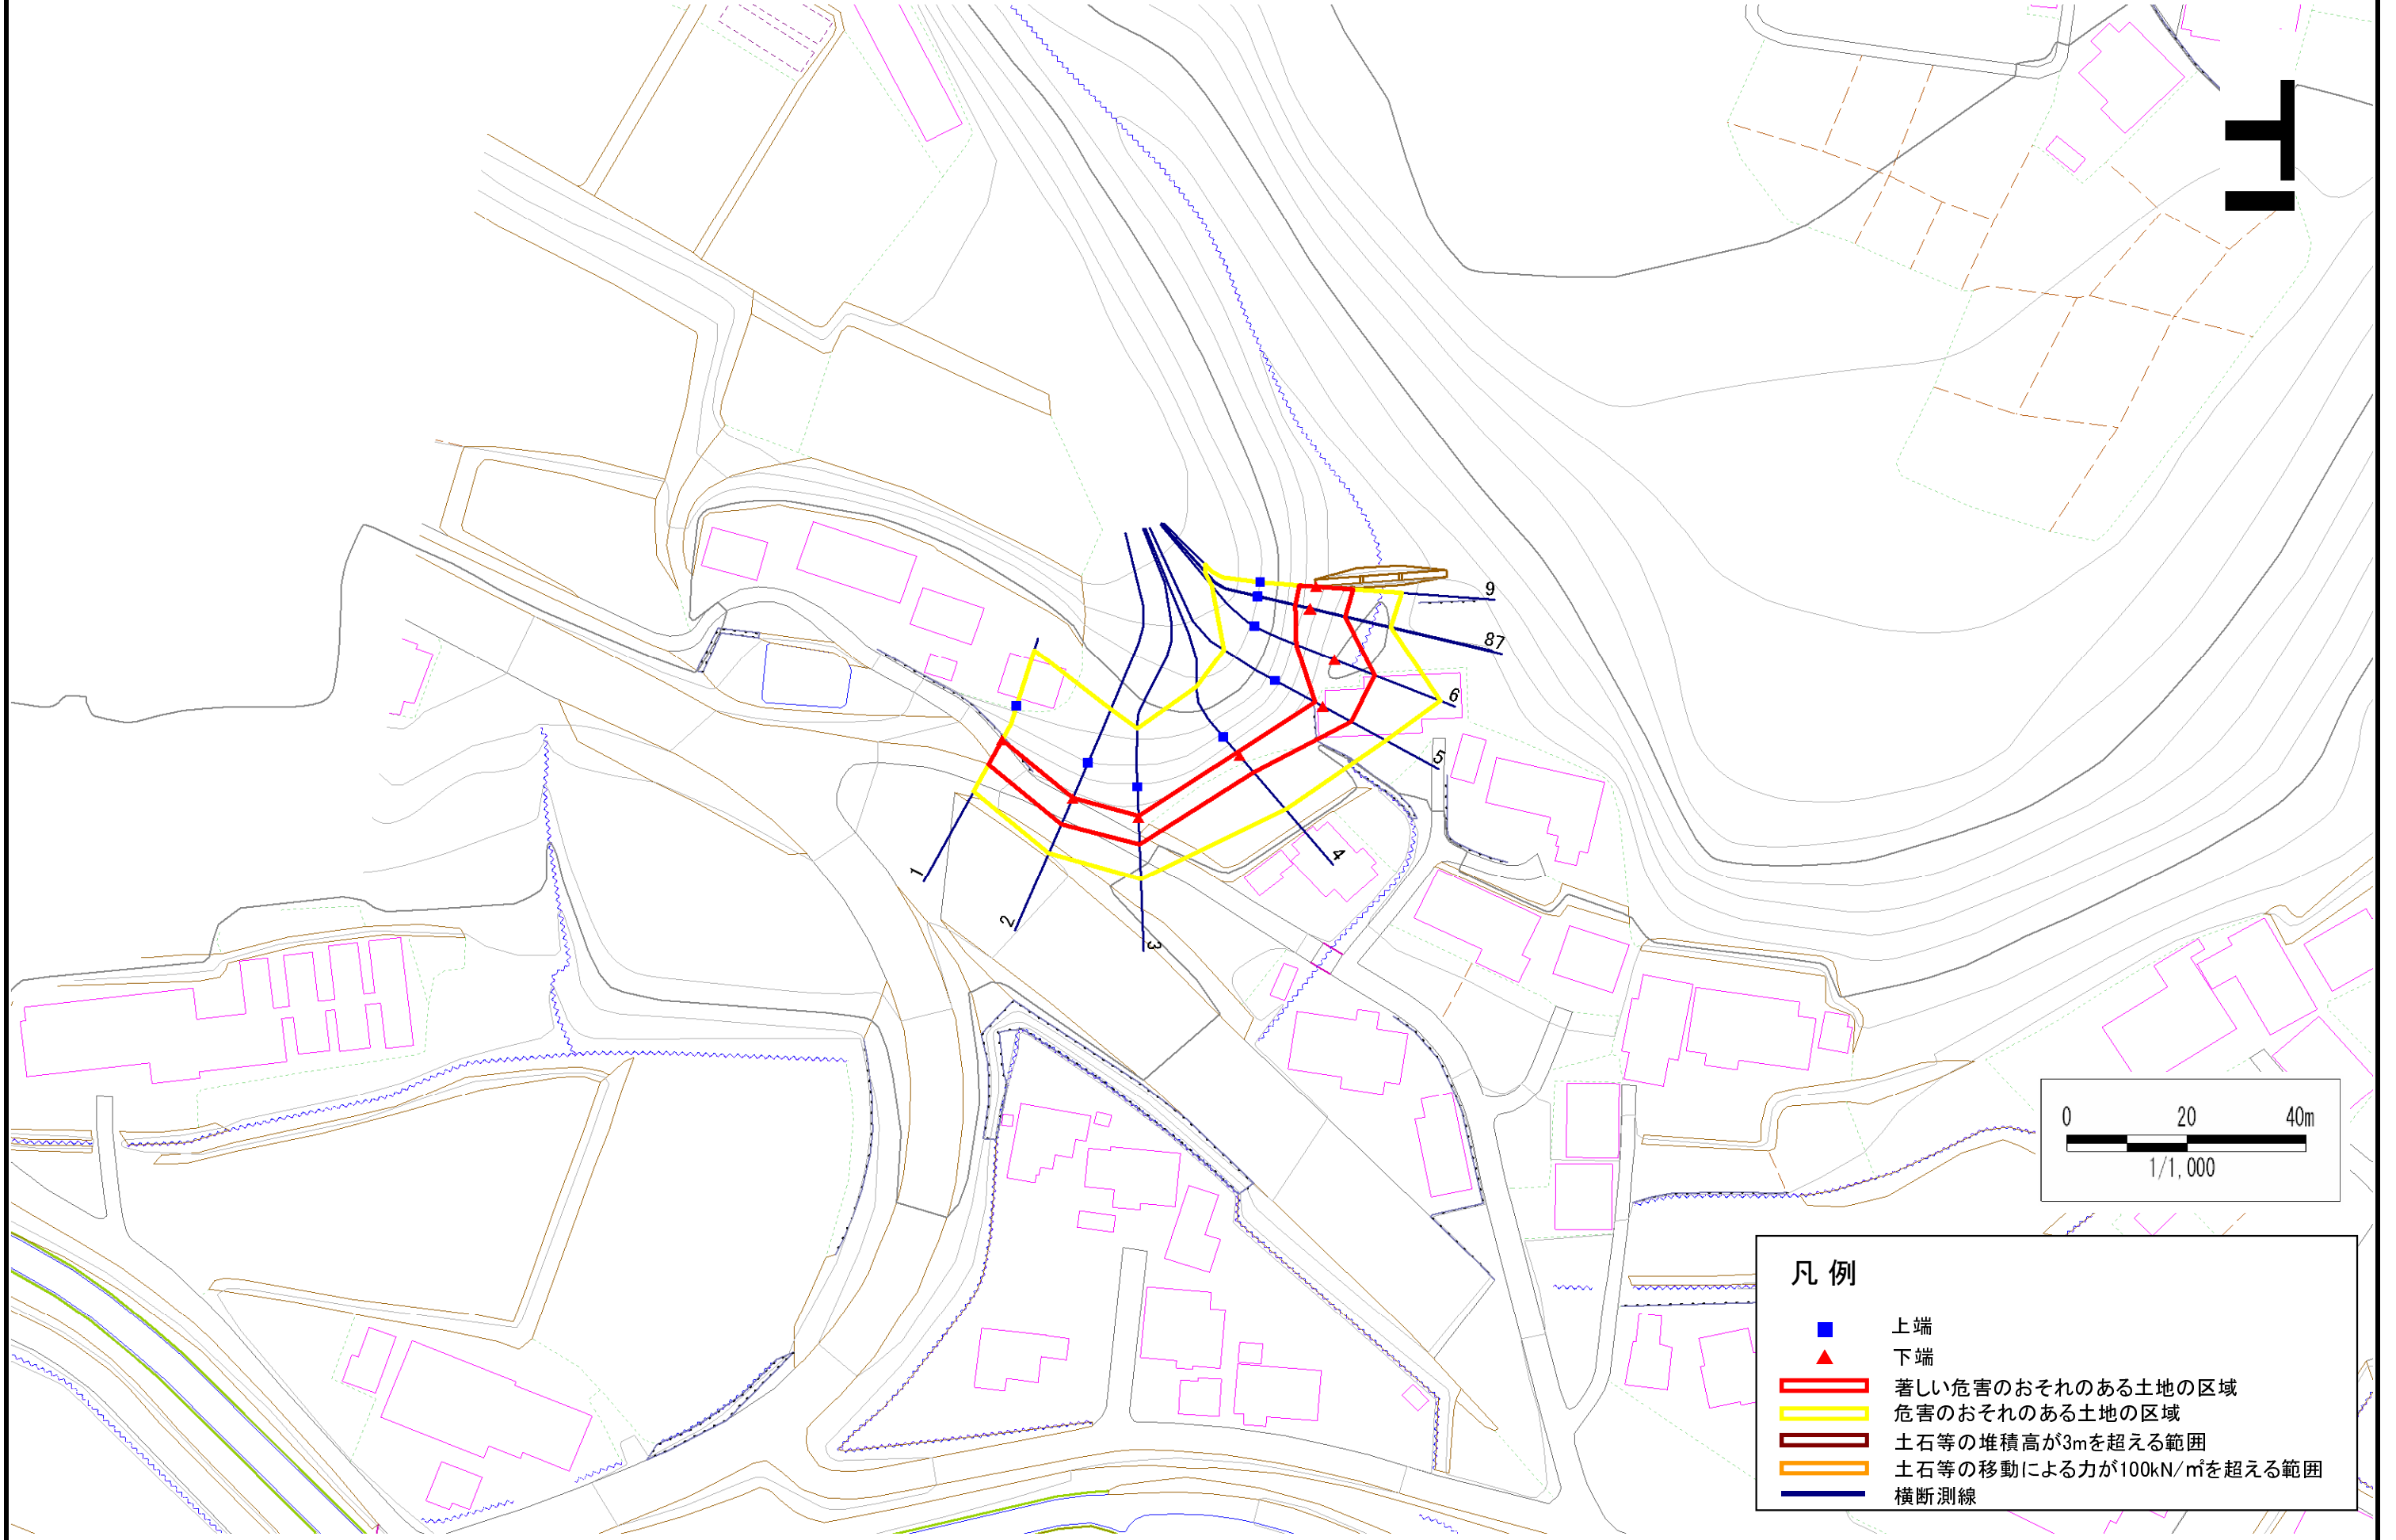 9
87
6
5
4
1
2
3
0 20 40m
1/1,000
凡 例
上端
下端
著しい危害のおそれのある土地の区域
危害のおそれのある土地の区域
土石等の堆積高が3mを超える範囲
土石等の移動による力が100kN/㎡を超える範囲
横断測線